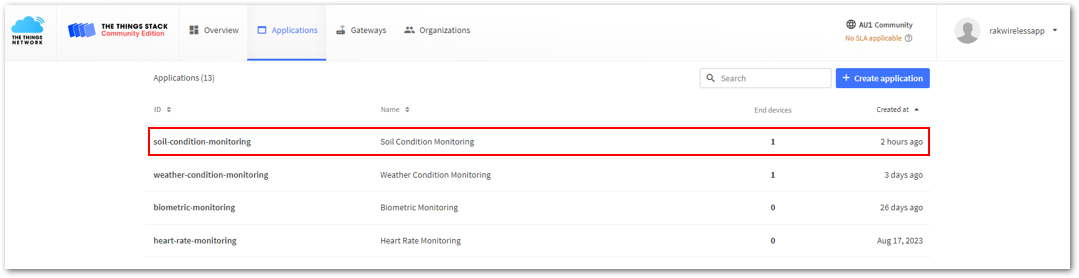 THE THINGS
NETWORK
THE THINGS STACK
Community Edition
Overview
Applications
Gateways
Organizations
AU1 Community
No SLA applicable
rakwirelessapp
Applications (13)
Search
+ Create application
ID
Name
End devices
Created at
soil-condition-monitoring Soil Condition Monitoring 1 2 hours ago
weather-condition-monitoring Weather Condition Monitoring 1 3 days ago
biometric-monitoring Biometric Monitoring 0 26 days ago
heart-rate-monitoring Heart Rate Monitoring 0 Aug 17, 2023